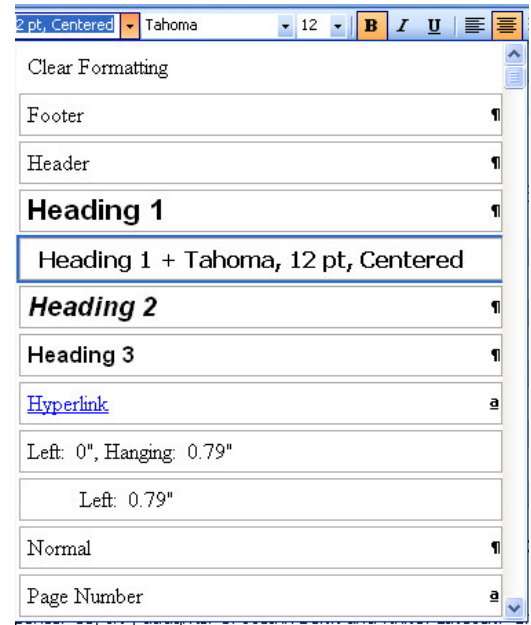 2 pt, Centered Tahoma 12 B I U
Clear Formatting
Footer ¶
Header ¶
Heading 1 ¶
Heading 1 + Tahoma, 12 pt, Centered
Heading 2 ¶
Heading 3 ¶
Hyperlink a
Left: 0", Hanging: 0.79"
Left: 0.79"
Normal ¶
Page Number a